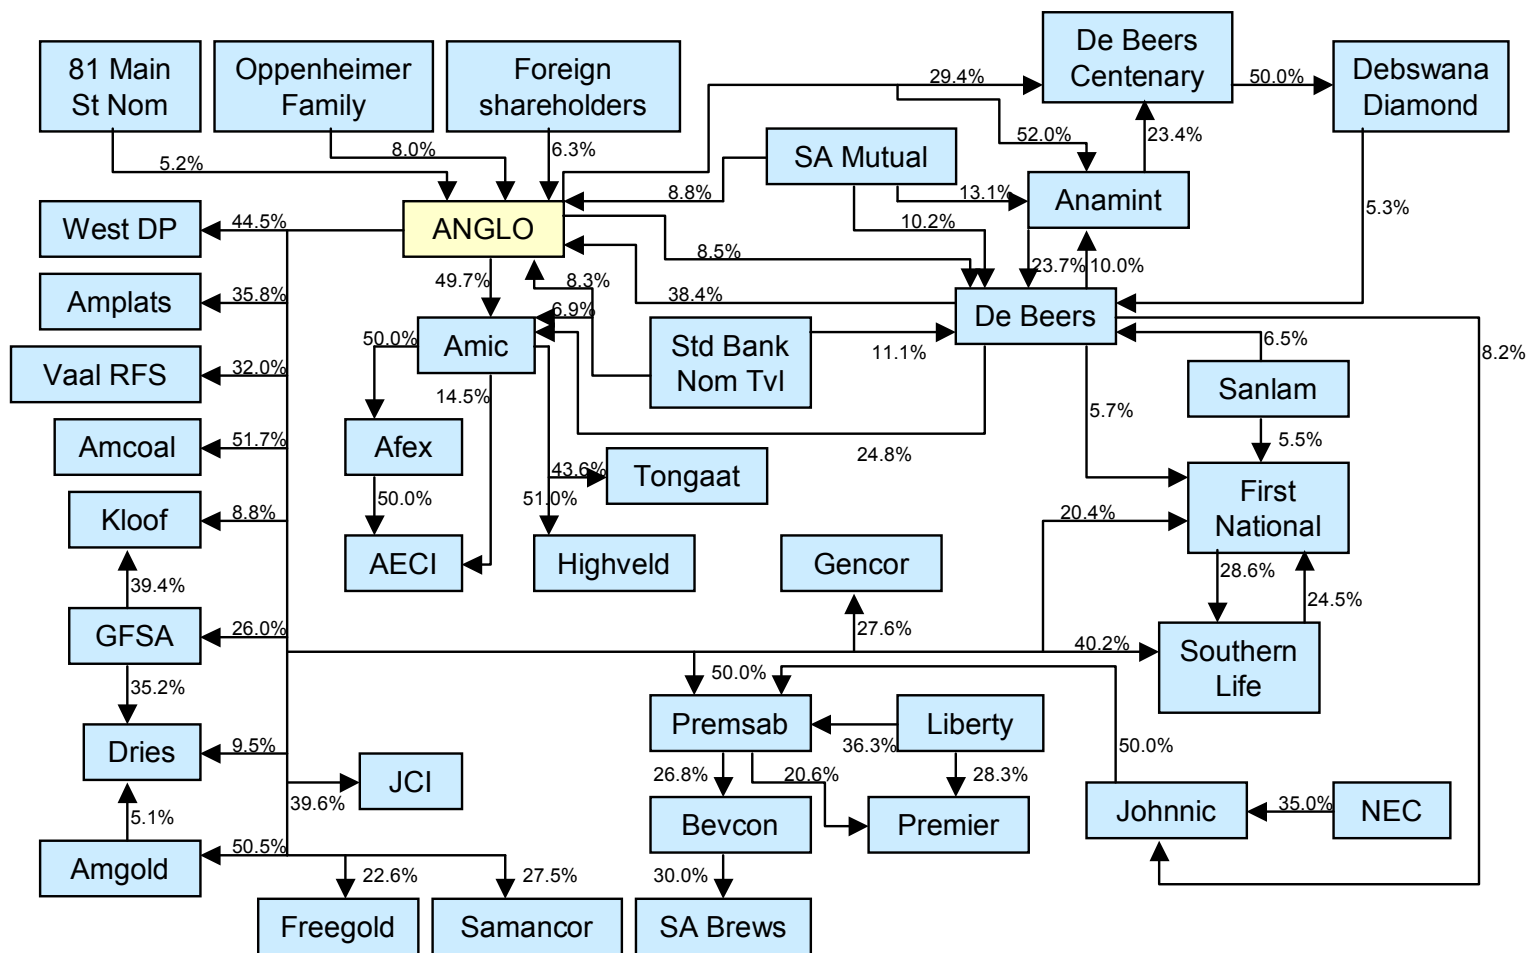 81 Main
St Nom
Oppenheimer
Family
Foreign
shareholders
De Beers
Centenary
Debswana
Diamond
29.4%
50.0%
5.2%
8.0%
6.3%
SA Mutual
52.0%
23.4%
8.8%
13.1%
Anamint
5.3%
West DP
44.5%
ANGLO
10.2%
8.5%
23.7%
10.0%
49.7%
8.3%
38.4%
Amplats
35.8%
6.9%
De Beers
Amic
50.0%
Std Bank
Nom Tvl
11.1%
6.5%
8.2%
Vaal RFS
32.0%
14.5%
Sanlam
5.7%
5.5%
Amcoal
51.7%
Afex
24.8%
43.6%
Tongaat
Kloof
8.8%
50.0%
51.0%
First
National
20.4%
AECI
Highveld
Gencor
39.4%
28.6%
24.5%
GFSA
26.0%
27.6%
40.2%
Southern
Life
35.2%
50.0%
Premsab
Liberty
36.3%
Dries
9.5%
50.0%
JCI
39.6%
26.8%
20.6%
28.3%
5.1%
Bevcon
Premier
Johnnic
35.0%
NEC
Amgold
50.5%
22.6%
27.5%
30.0%
Freegold
Samancor
SA Brews